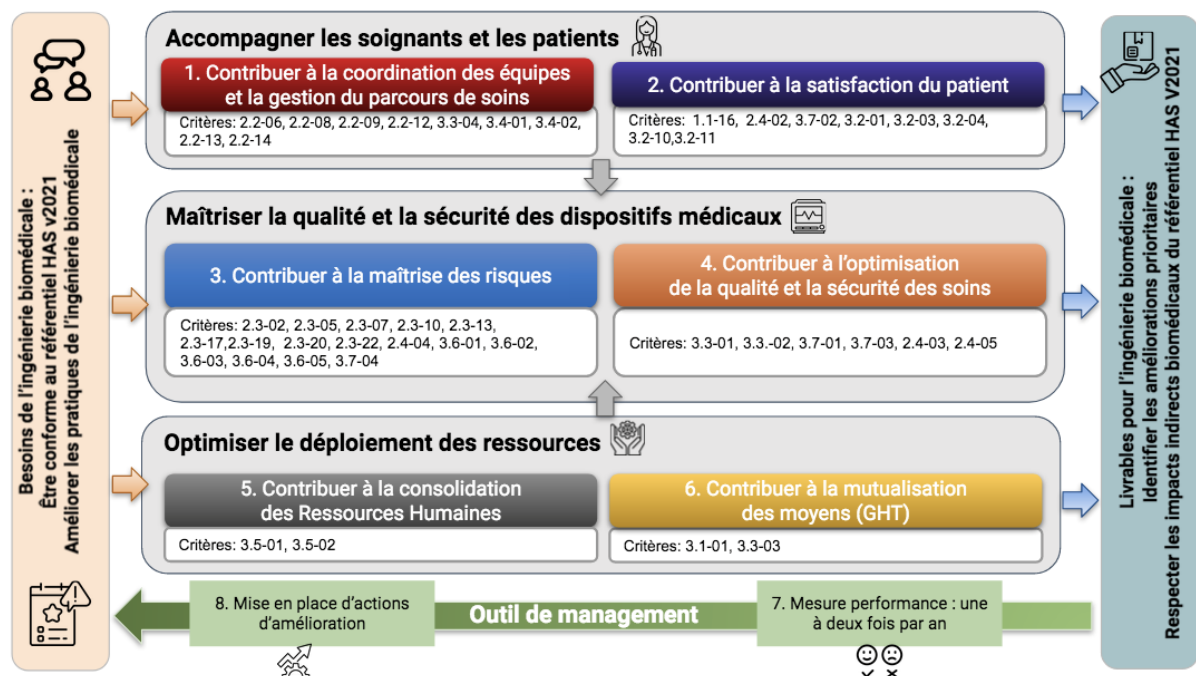 Besoins de l'ingénierie biomédicale :
Être conforme au référentiel HAS v2021
Améliorer les pratiques de l'ingénierie biomédicale
Accompagner les soignants et les patients
1. Contribuer à la coordination des équipes
et la gestion du parcours de soins
Critères: 2.2-06, 2.2-08, 2.2-09, 2.2-12, 3.3-04, 3.4-01, 3.4-02,
2.2-13, 2.2-14
2. Contribuer à la satisfaction du patient
Critères: 1.1-16, 2.4-02, 3.7-02, 3.2-01, 3.2-03, 3.2-04,
3.2-10,3.2-11
Maîtriser la qualité et la sécurité des dispositifs médicaux
3. Contribuer à la maîtrise des risques
Critères: 2.3-02, 2.3-05, 2.3-07, 2.3-10, 2.3-13,
2.3-17,2.3-19, 2.3-20, 2.3-22, 2.4-04, 3.6-01, 3.6-02,
3.6-03, 3.6-04, 3.6-05, 3.7-04
4. Contribuer à l'optimisation
de la qualité et la sécurité des soins
Critères: 3.3-01, 3.3.-02, 3.7-01, 3.7-03, 2.4-03, 2.4-05
Optimiser le déploiement des ressources
5. Contribuer à la consolidation
des Ressources Humaines
Critères: 3.5-01, 3.5-02
6. Contribuer à la mutualisation
des moyens (GHT)
Critères: 3.1-01, 3.3-03
8. Mise en place d'actions
d'amélioration
Outil de management
7. Mesure performance : une
à deux fois par an
Livrables pour l'ingénierie biomédicale :
Identifier les améliorations prioritaires
Respecter les impacts indirects biomédicaux du référentiel HAS V2021